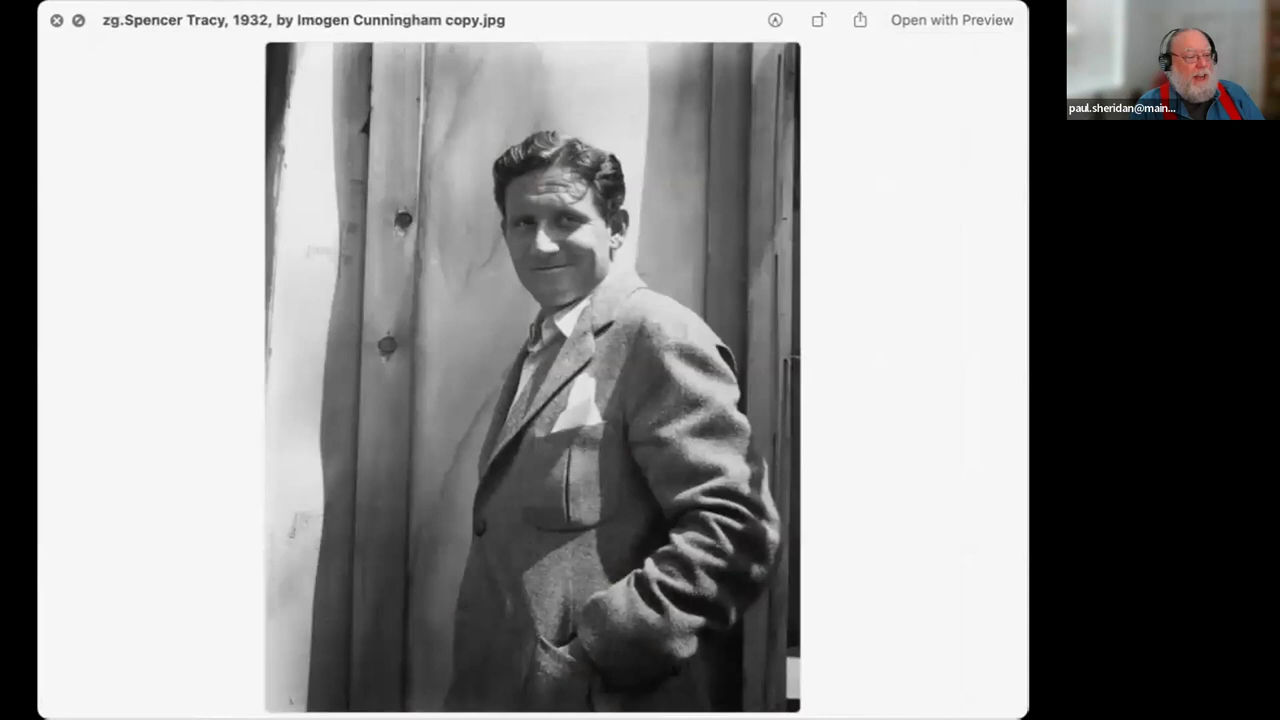 zg.Spencer Tracy, 1932, by Imogen Cunningham copy.jpg
Open with Preview
paul.sheridan@main...